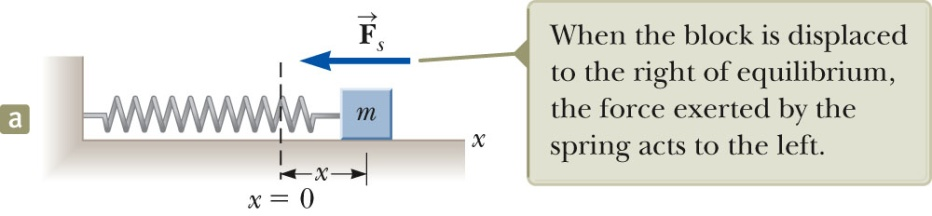 F⃗s
When the block is displaced
to the right of equilibrium,
the force exerted by the
spring acts to the left.
a
m
x
x
x = 0